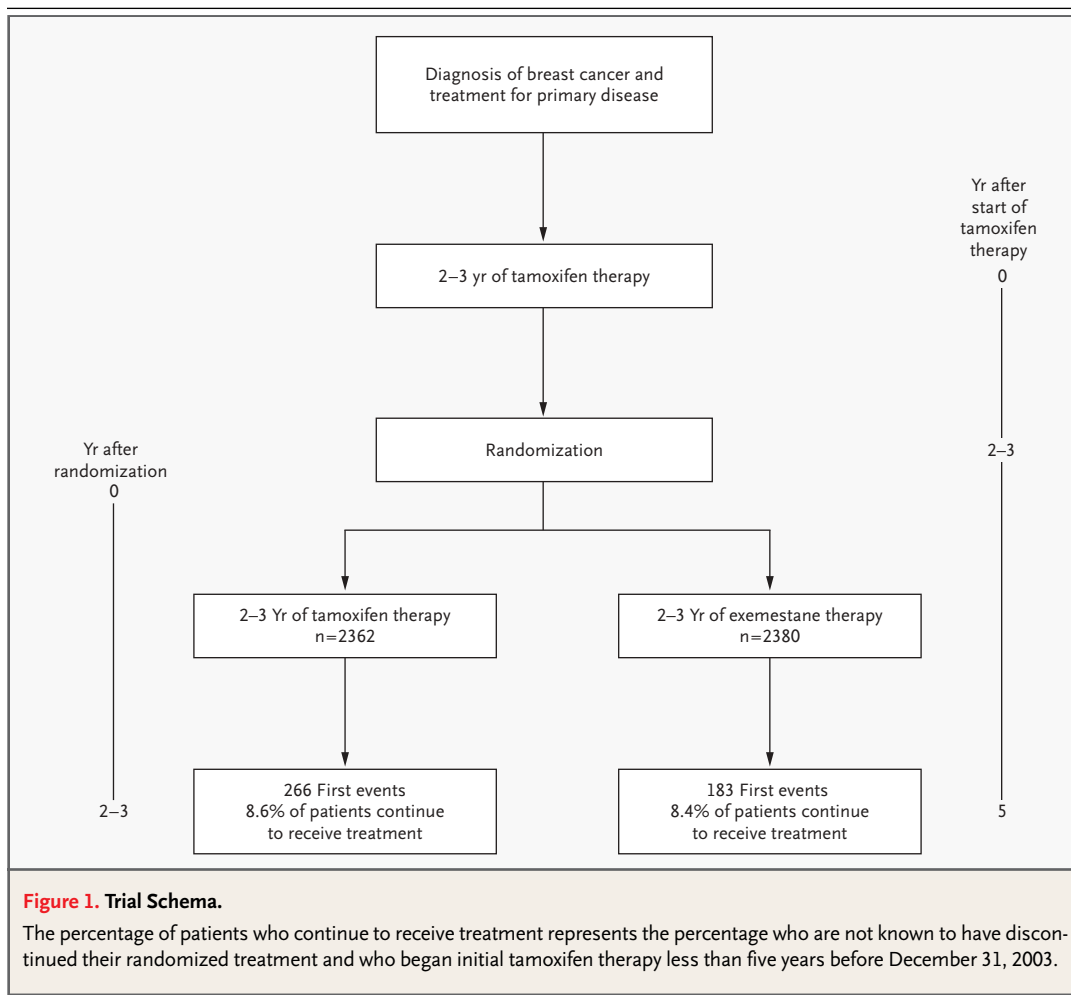 Diagnosis of breast cancer and
treatment for primary disease
Yr after
start of
tamoxifen
therapy
0
2–3 yr of tamoxifen therapy
Randomization
2–3
Yr after
randomization
0
2–3 Yr of tamoxifen therapy
n=2362
2–3 Yr of exemestane therapy
n=2380
2–3
266 First events
8.6% of patients continue
to receive treatment
183 First events
8.4% of patients continue
to receive treatment
5
Figure 1. Trial Schema.
The percentage of patients who continue to receive treatment represents the percentage who are not known to have discon-
tinued their randomized treatment and who began initial tamoxifen therapy less than five years before December 31, 2003.